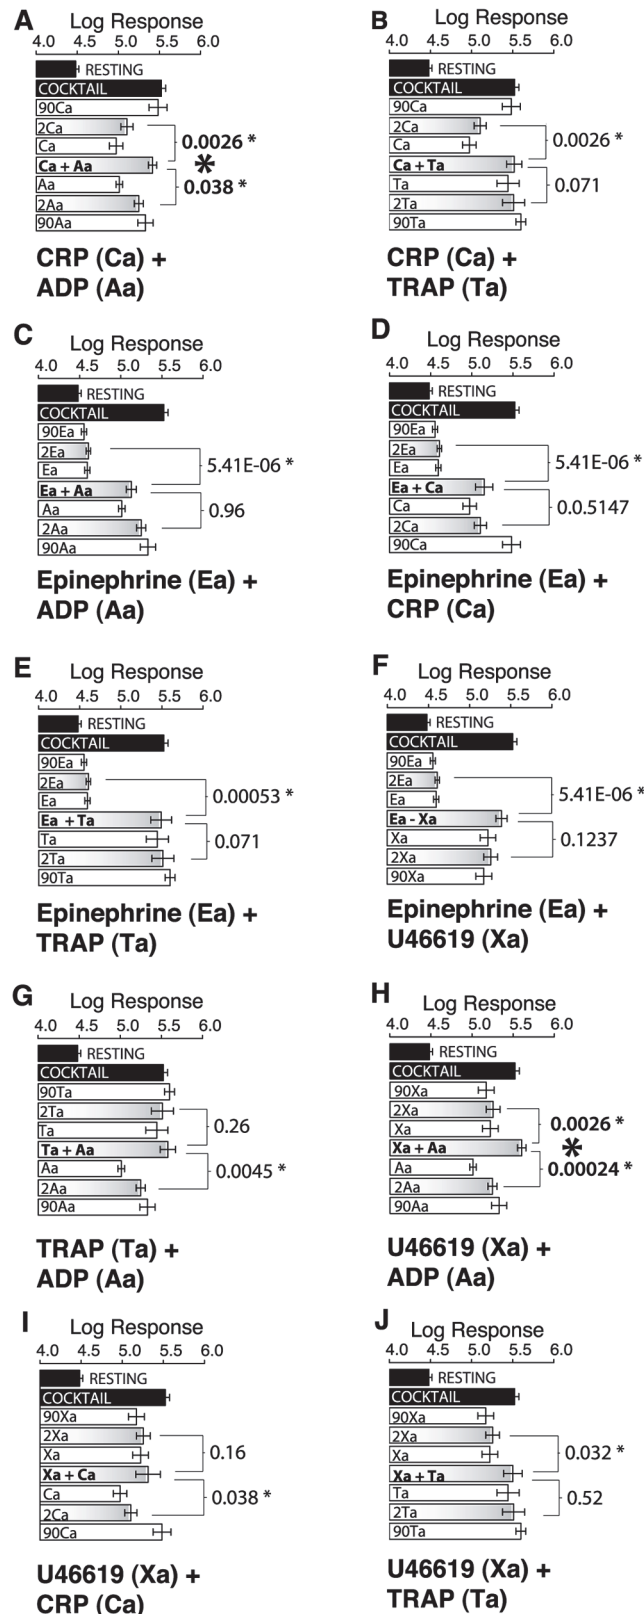 A
Log Response
4.0 4.5 5.0 5.5 6.0
RESTING
COCKTAIL
90Ca
2Ca
Ca
0.0026 *
Ca + Aa
*
Aa
0.038 *
2Aa
90Aa
CRP (Ca) +
ADP (Aa)
B
Log Response
4.0 4.5 5.0 5.5 6.0
RESTING
COCKTAIL
90Ca
2Ca
Ca
0.0026 *
Ca + Ta
Ta
0.071
2Ta
90Ta
CRP (Ca) +
TRAP (Ta)
C
Log Response
4.0 4.5 5.0 5.5 6.0
RESTING
COCKTAIL
90Ea
2Ea
Ea
5.41E-06 *
Ea + Aa
Aa
0.96
2Aa
90Aa
Epinephrine (Ea) +
ADP (Aa)
D
Log Response
4.0 4.5 5.0 5.5 6.0
RESTING
COCKTAIL
90Ea
2Ea
Ea
5.41E-06 *
Ea + Ca
Ca
0.0.5147
2Ca
90Ca
Epinephrine (Ea) +
CRP (Ca)
E
Log Response
4.0 4.5 5.0 5.5 6.0
RESTING
COCKTAIL
90Ea
2Ea
Ea
0.00053 *
Ea + Ta
Ta
0.071
2Ta
90Ta
Epinephrine (Ea) +
TRAP (Ta)
F
Log Response
4.0 4.5 5.0 5.5 6.0
RESTING
COCKTAIL
90Ea
2Ea
Ea
5.41E-06 *
Ea - Xa
Xa
0.1237
2Xa
90Xa
Epinephrine (Ea) +
U46619 (Xa)
G
Log Response
4.0 4.5 5.0 5.5 6.0
RESTING
COCKTAIL
90Ta
2Ta
Ta
0.26
Ta + Aa
Aa
0.0045 *
2Aa
90Aa
TRAP (Ta) +
ADP (Aa)
H
Log Response
4.0 4.5 5.0 5.5 6.0
RESTING
COCKTAIL
90Xa
2Xa
Xa
0.0026 *
Xa + Aa
*
Aa
0.00024 *
2Aa
90Aa
U46619 (Xa) +
ADP (Aa)
I
Log Response
4.0 4.5 5.0 5.5 6.0
RESTING
COCKTAIL
90Xa
2Xa
Xa
0.16
Xa + Ca
Ca
0.038 *
2Ca
90Ca
U46619 (Xa) +
CRP (Ca)
J
Log Response
4.0 4.5 5.0 5.5 6.0
RESTING
COCKTAIL
90Xa
2Xa
Xa
0.032 *
Xa + Ta
Ta
0.52
2Ta
90Ta
U46619 (Xa) +
TRAP (Ta)